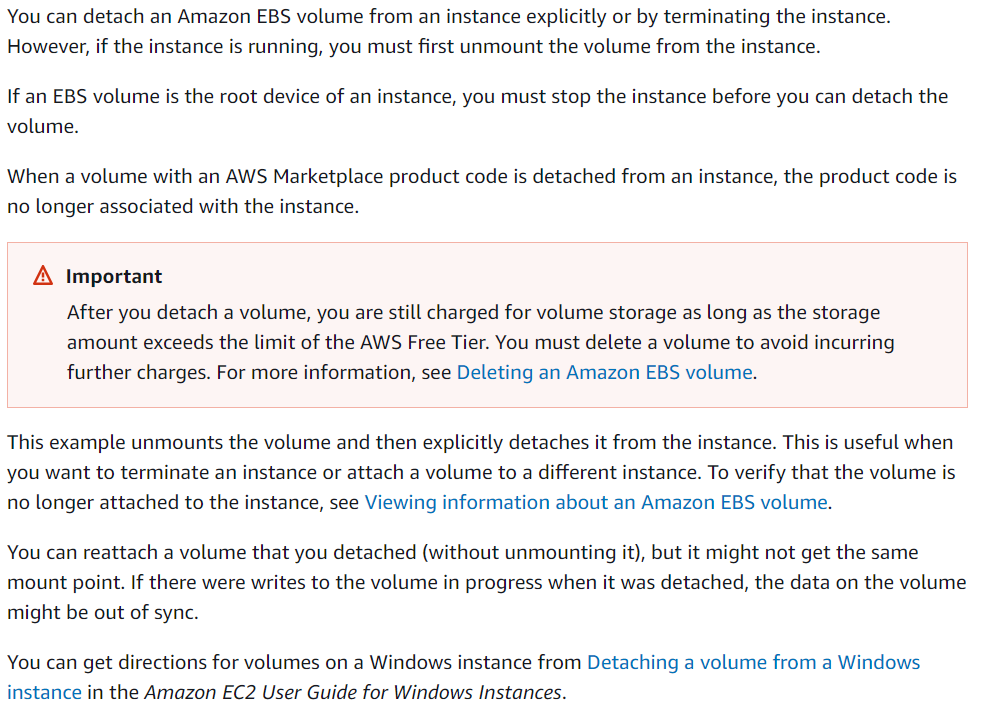 You can detach an Amazon EBS volume from an instance explicitly or by terminating the instance.
However, if the instance is running, you must first unmount the volume from the instance.
If an EBS volume is the root device of an instance, you must stop the instance before you can detach the
volume.
When a volume with an AWS Marketplace product code is detached from an instance, the product code is
no longer associated with the instance.
Important
After you detach a volume, you are still charged for volume storage as long as the storage
amount exceeds the limit of the AWS Free Tier. You must delete a volume to avoid incurring
further charges. For more information, see Deleting an Amazon EBS volume.
This example unmounts the volume and then explicitly detaches it from the instance. This is useful when
you want to terminate an instance or attach a volume to a different instance. To verify that the volume is
no longer attached to the instance, see Viewing information about an Amazon EBS volume.
You can reattach a volume that you detached (without unmounting it), but it might not get the same
mount point. If there were writes to the volume in progress when it was detached, the data on the volume
might be out of sync.
You can get directions for volumes on a Windows instance from Detaching a volume from a Windows
instance in the Amazon EC2 User Guide for Windows Instances.